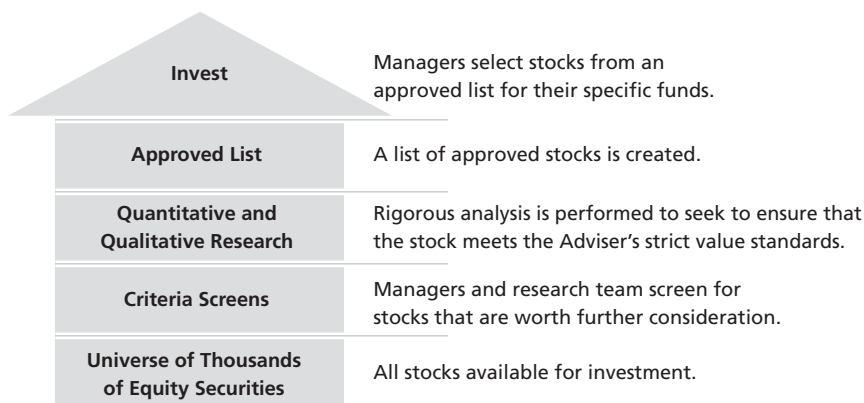 Invest
Managers select stocks from an
approved list for their specific funds.
Approved List
A list of approved stocks is created.
Quantitative and
Qualitative Research
Rigorous analysis is performed to seek to ensure that
the stock meets the Adviser’s strict value standards.
Criteria Screens
Managers and research team screen for
stocks that are worth further consideration.
Universe of Thousands
of Equity Securities
All stocks available for investment.